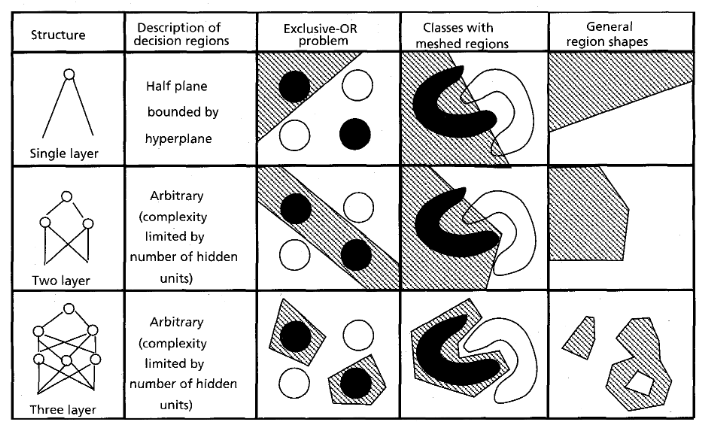 Structure
Description of
decision regions
Exclusive-OR
problem
Classes with
meshed regions
General
region shapes
Single layer
Half plane
bounded by
hyperplane
Two layer
Arbitrary
(complexity
limited by
number of hidden
units)
Three layer
Arbitrary
(complexity
limited by
number of hidden
units)